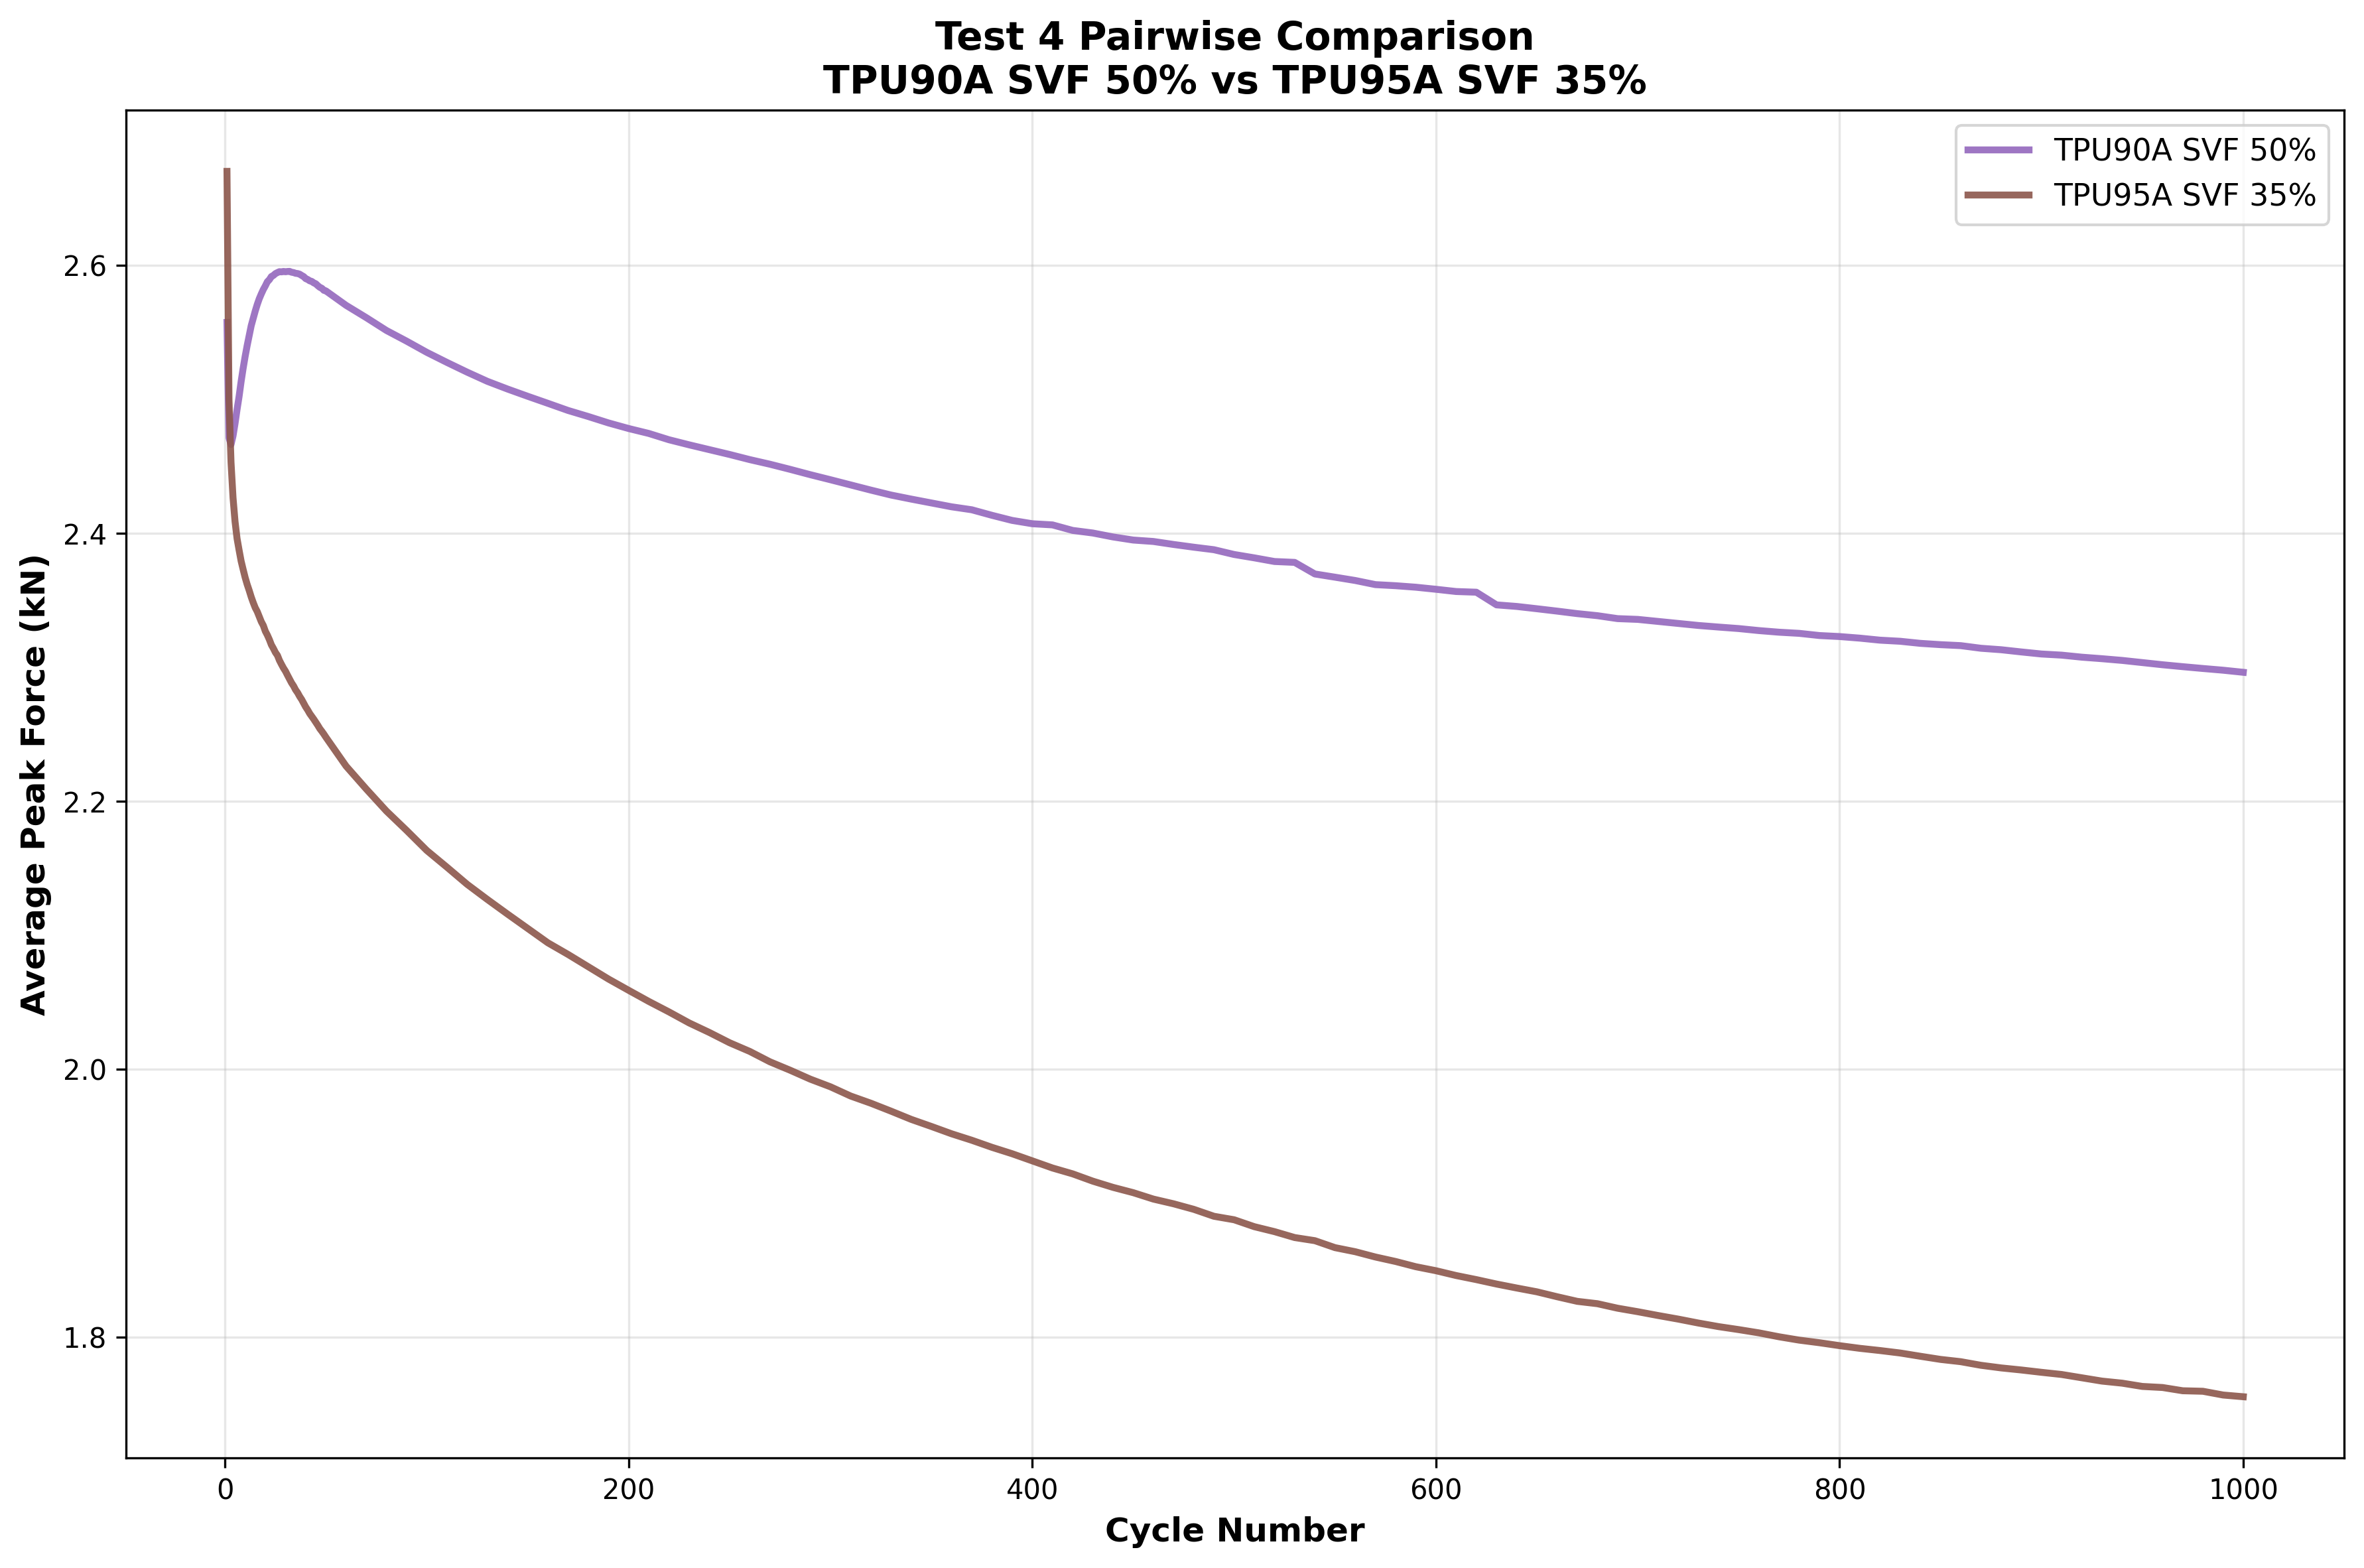 Test 4 Pairwise Comparison
TPU90A SVF 50% vs TPU95A SVF 35%
TPU90A SVF 50%
TPU95A SVF 35%
Average Peak Force (kN)
2.6
2.4
2.2
2.0
1.8
0 200 400 600 800 1000
Cycle Number